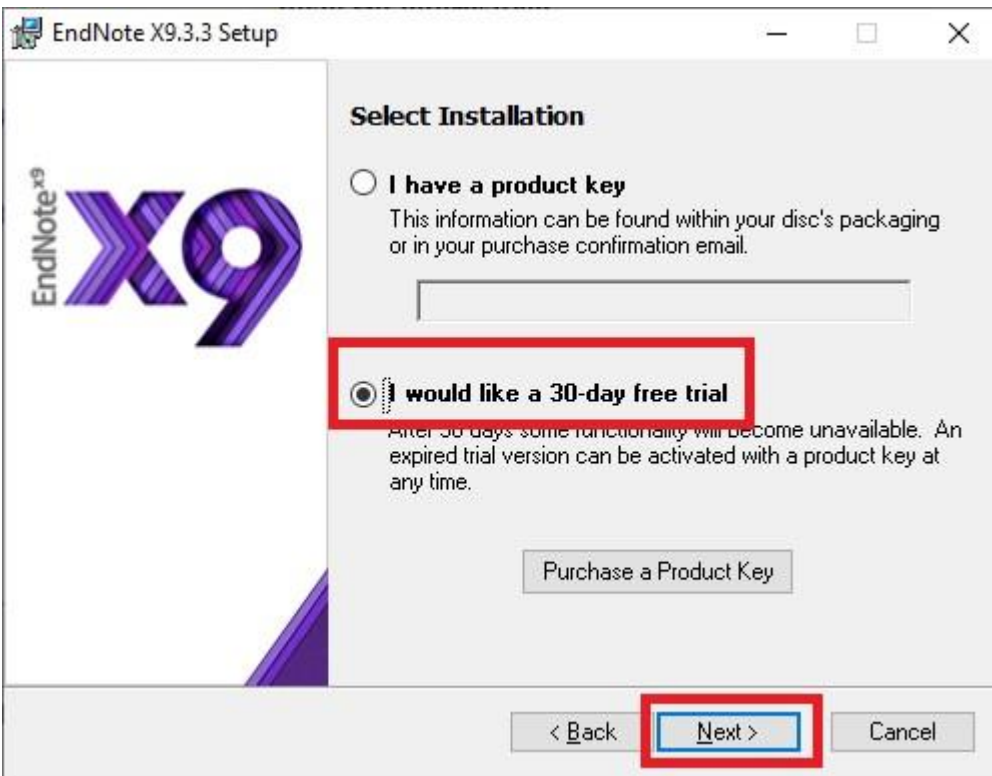 EndNote X9.3.3 Setup
Select Installation
EndNote x9
X9
I have a product key
This information can be found within your disc's packaging
or in your purchase confirmation email.
I would like a 30-day free trial
After 30 days some functionality will become unavailable. An
expired trial version can be activated with a product key at
any time.
Purchase a Product Key
< Back
Next >
Cancel